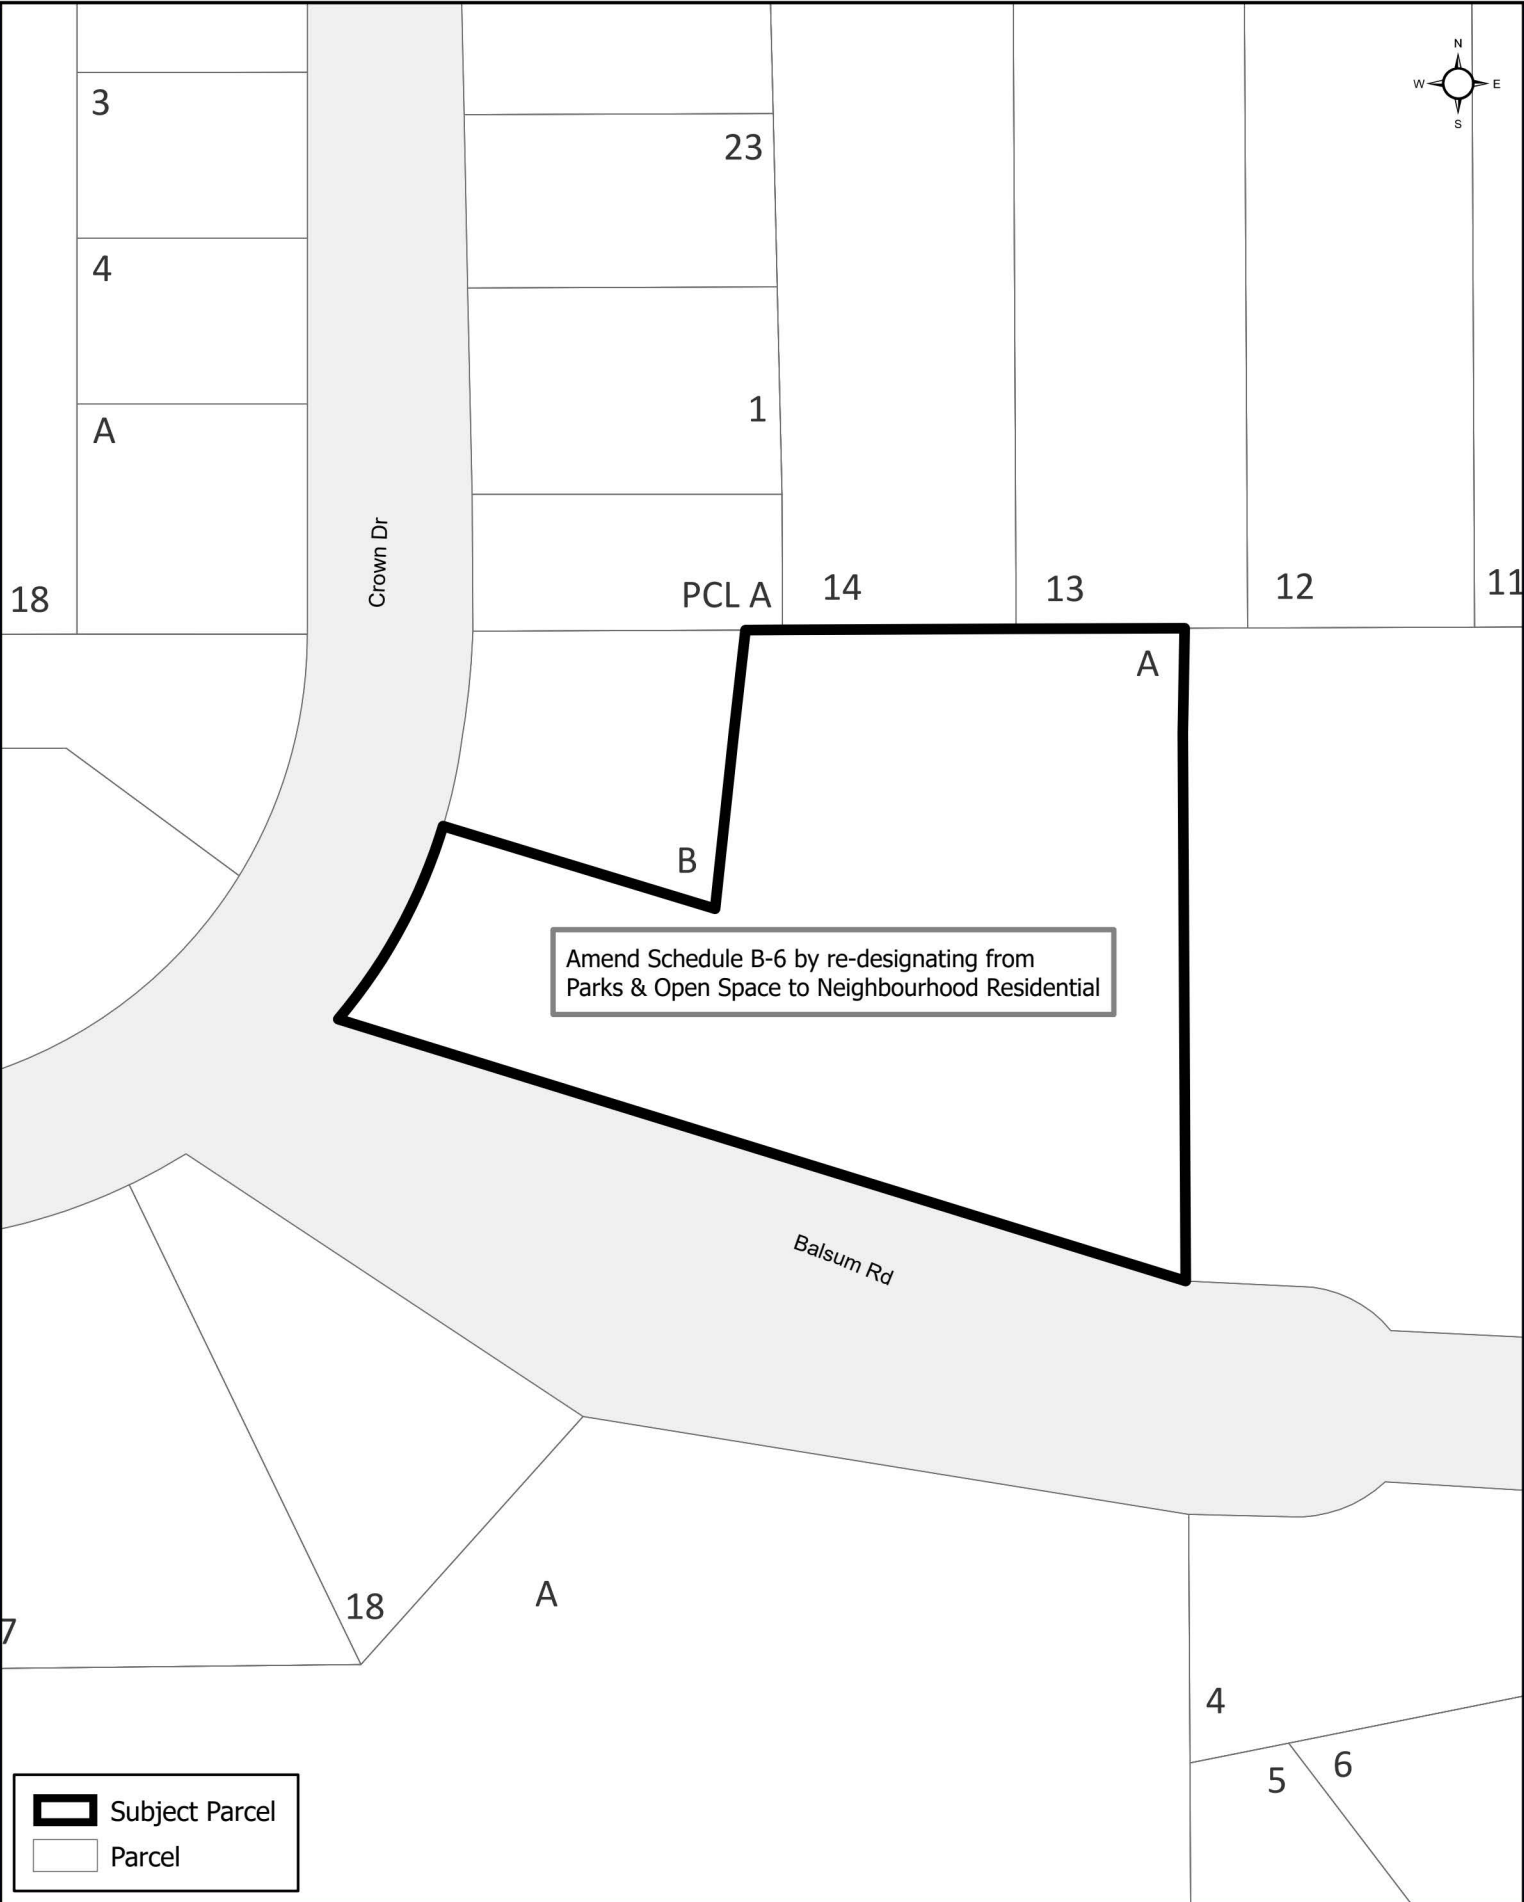 N
W E
S
3
23
4
1
A
Crown Dr
18
PCL A
14
13
12
11
A
B
Amend Schedule B-6 by re-designating from
Parks & Open Space to Neighbourhood Residential
Balsum Rd
18
A
7
4
5
6
Subject Parcel
Parcel